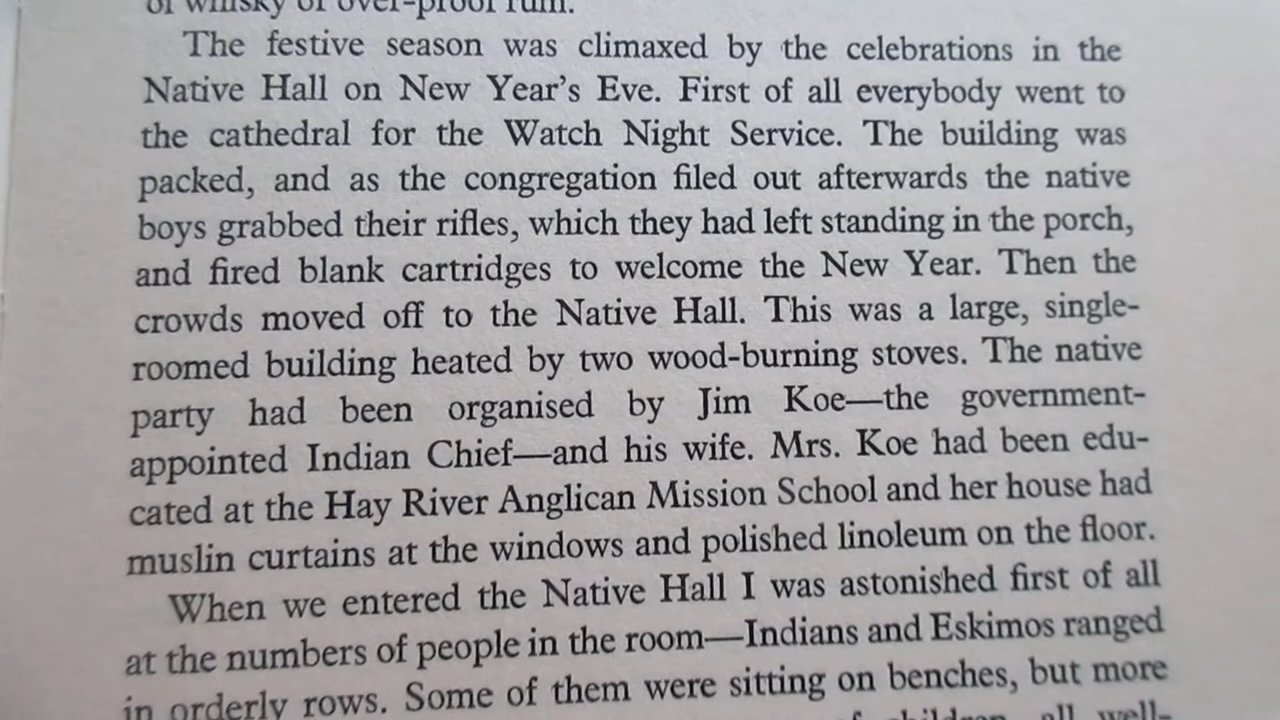 of whisky or over-proof rum.
The festive season was climaxed by the celebrations in the
Native Hall on New Year's Eve. First of all everybody went to
the cathedral for the Watch Night Service. The building was
packed, and as the congregation filed out afterwards the native
boys grabbed their rifles, which they had left standing in the porch,
and fired blank cartridges to welcome the New Year. Then the
crowds moved off to the Native Hall. This was a large, single-
roomed building heated by two wood-burning stoves. The native
party had been organised by Jim Koe—the government-
appointed Indian Chief—and his wife. Mrs. Koe had been edu-
cated at the Hay River Anglican Mission School and her house had
muslin curtains at the windows and polished linoleum on the floor.
When we entered the Native Hall I was astonished first of all
at the numbers of people in the room—Indians and Eskimos ranged
in orderly rows. Some of them were sitting on benches, but more
of children, all well-